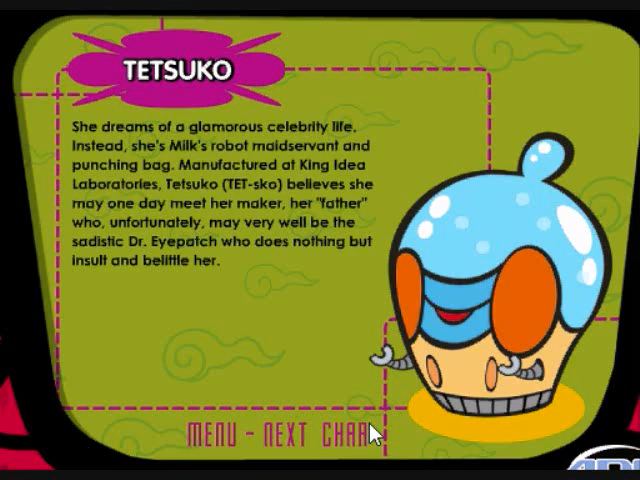 TETSUKO
She dreams of a glamorous celebrity life.
Instead, she's Milk's robot maidservant and
punching bag. Manufactured at King Idea
Laboratories, Tetsuko (TET-sko) believes she
may one day meet her maker, her "father"
who, unfortunately, may very well be the
sadistic Dr. Eyepatch who does nothing but
insult and belittle her.
MENU - NEXT